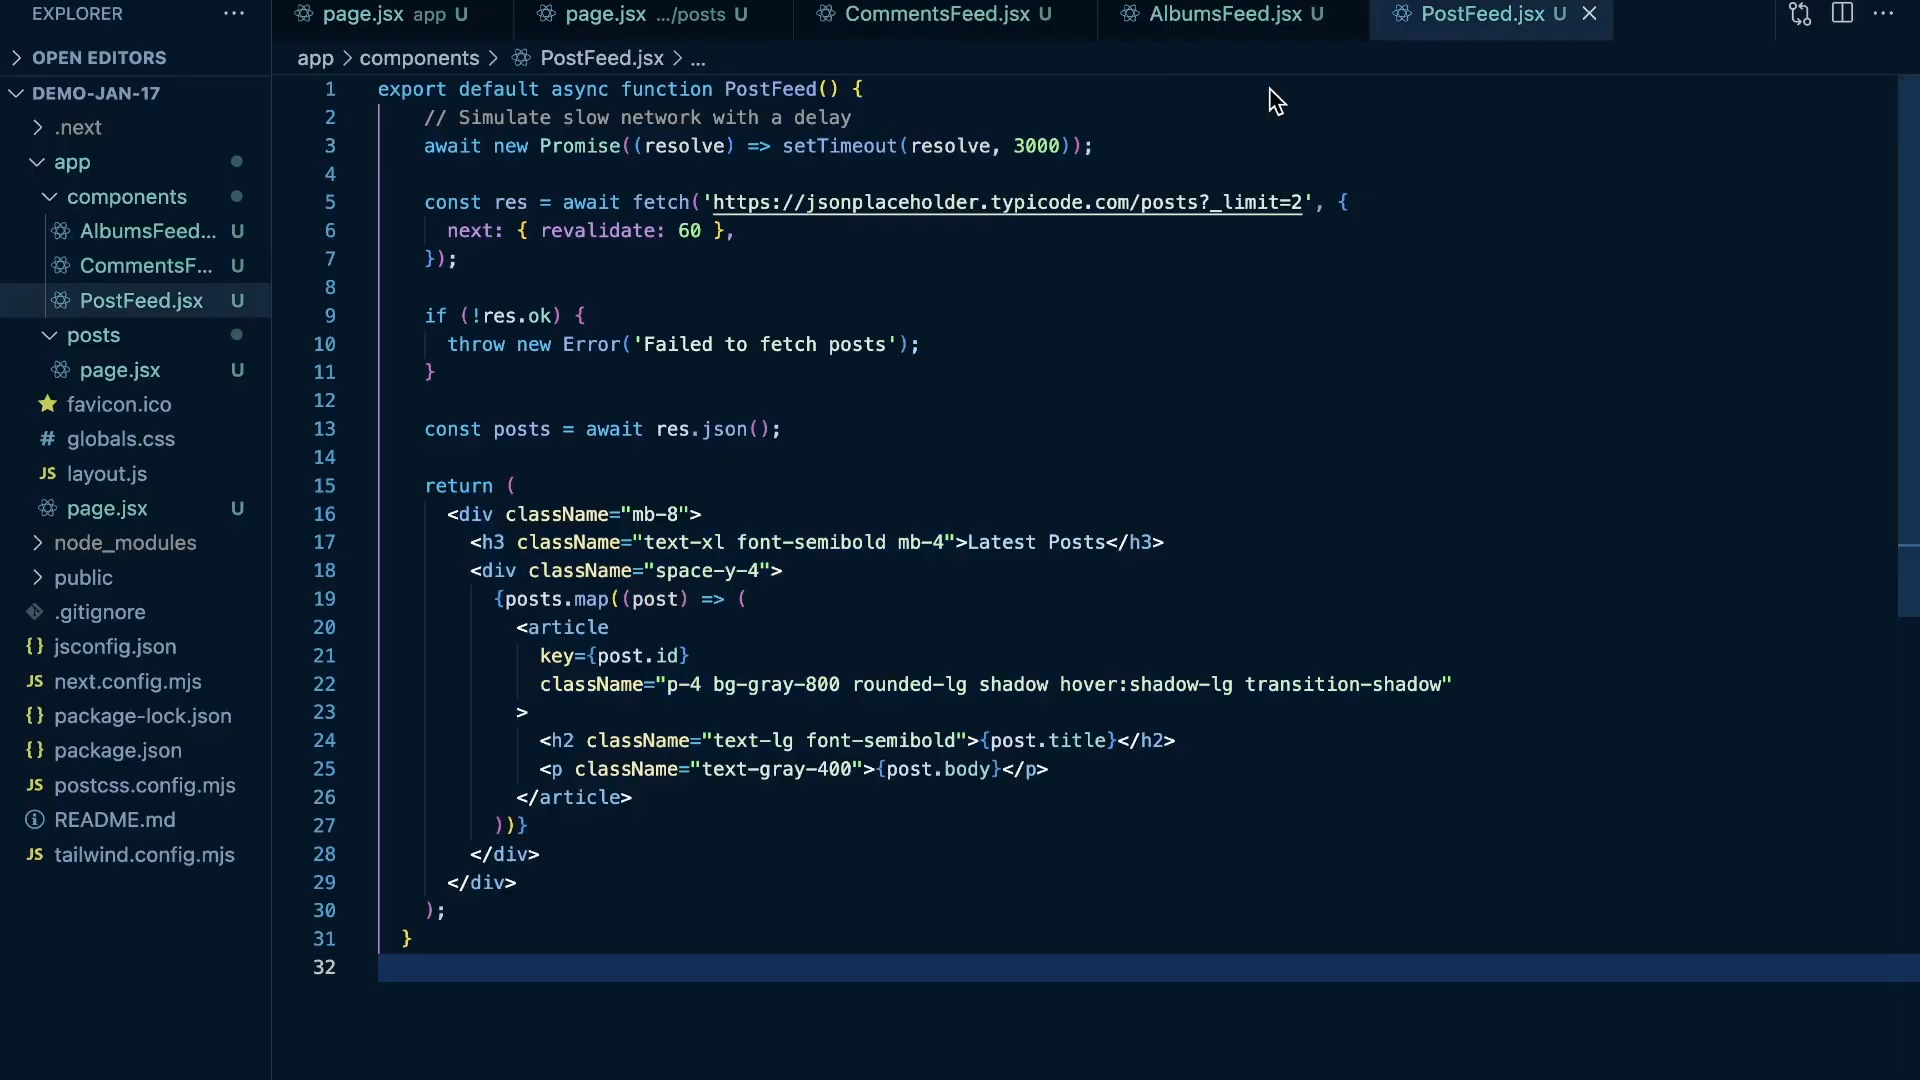 EXPLORER
OPEN EDITORS
DEMO-JAN-17
.next
app
components
AlbumsFeed... U
CommentsF... U
PostFeed.jsx U
posts
page.jsx U
favicon.ico
# globals.css
JS layout.js
page.jsx U
node_modules
public
.gitignore
{} jsconfig.json
JS next.config.mjs
{} package-lock.json
{} package.json
JS postcss.config.mjs
README.md
JS tailwind.config.mjs
page.jsx app U
page.jsx .../posts U
CommentsFeed.jsx U
AlbumsFeed.jsx U
PostFeed.jsx U
app > components > PostFeed.jsx > ...
1 export default async function PostFeed() {
2 // Simulate slow network with a delay
3 await new Promise((resolve) => setTimeout(resolve, 3000));
4
5 const res = await fetch('https://jsonplaceholder.typicode.com/posts?_limit=2', {
6 next: { revalidate: 60 },
7 });
8
9 if (!res.ok) {
10 throw new Error('Failed to fetch posts');
11 }
12
13 const posts = await res.json();
14
15 return (
16 <div className="mb-8">
17 <h3 className="text-xl font-semibold mb-4">Latest Posts</h3>
18 <div className="space-y-4">
19 {posts.map((post) => (
20 <article
21 key={post.id}
22 className="p-4 bg-gray-800 rounded-lg shadow hover:shadow-lg transition-shadow"
23 >
24 <h2 className="text-lg font-semibold">{post.title}</h2>
25 <p className="text-gray-400">{post.body}</p>
26 </article>
27 ))}
28 </div>
29 </div>
30 );
31 }
32